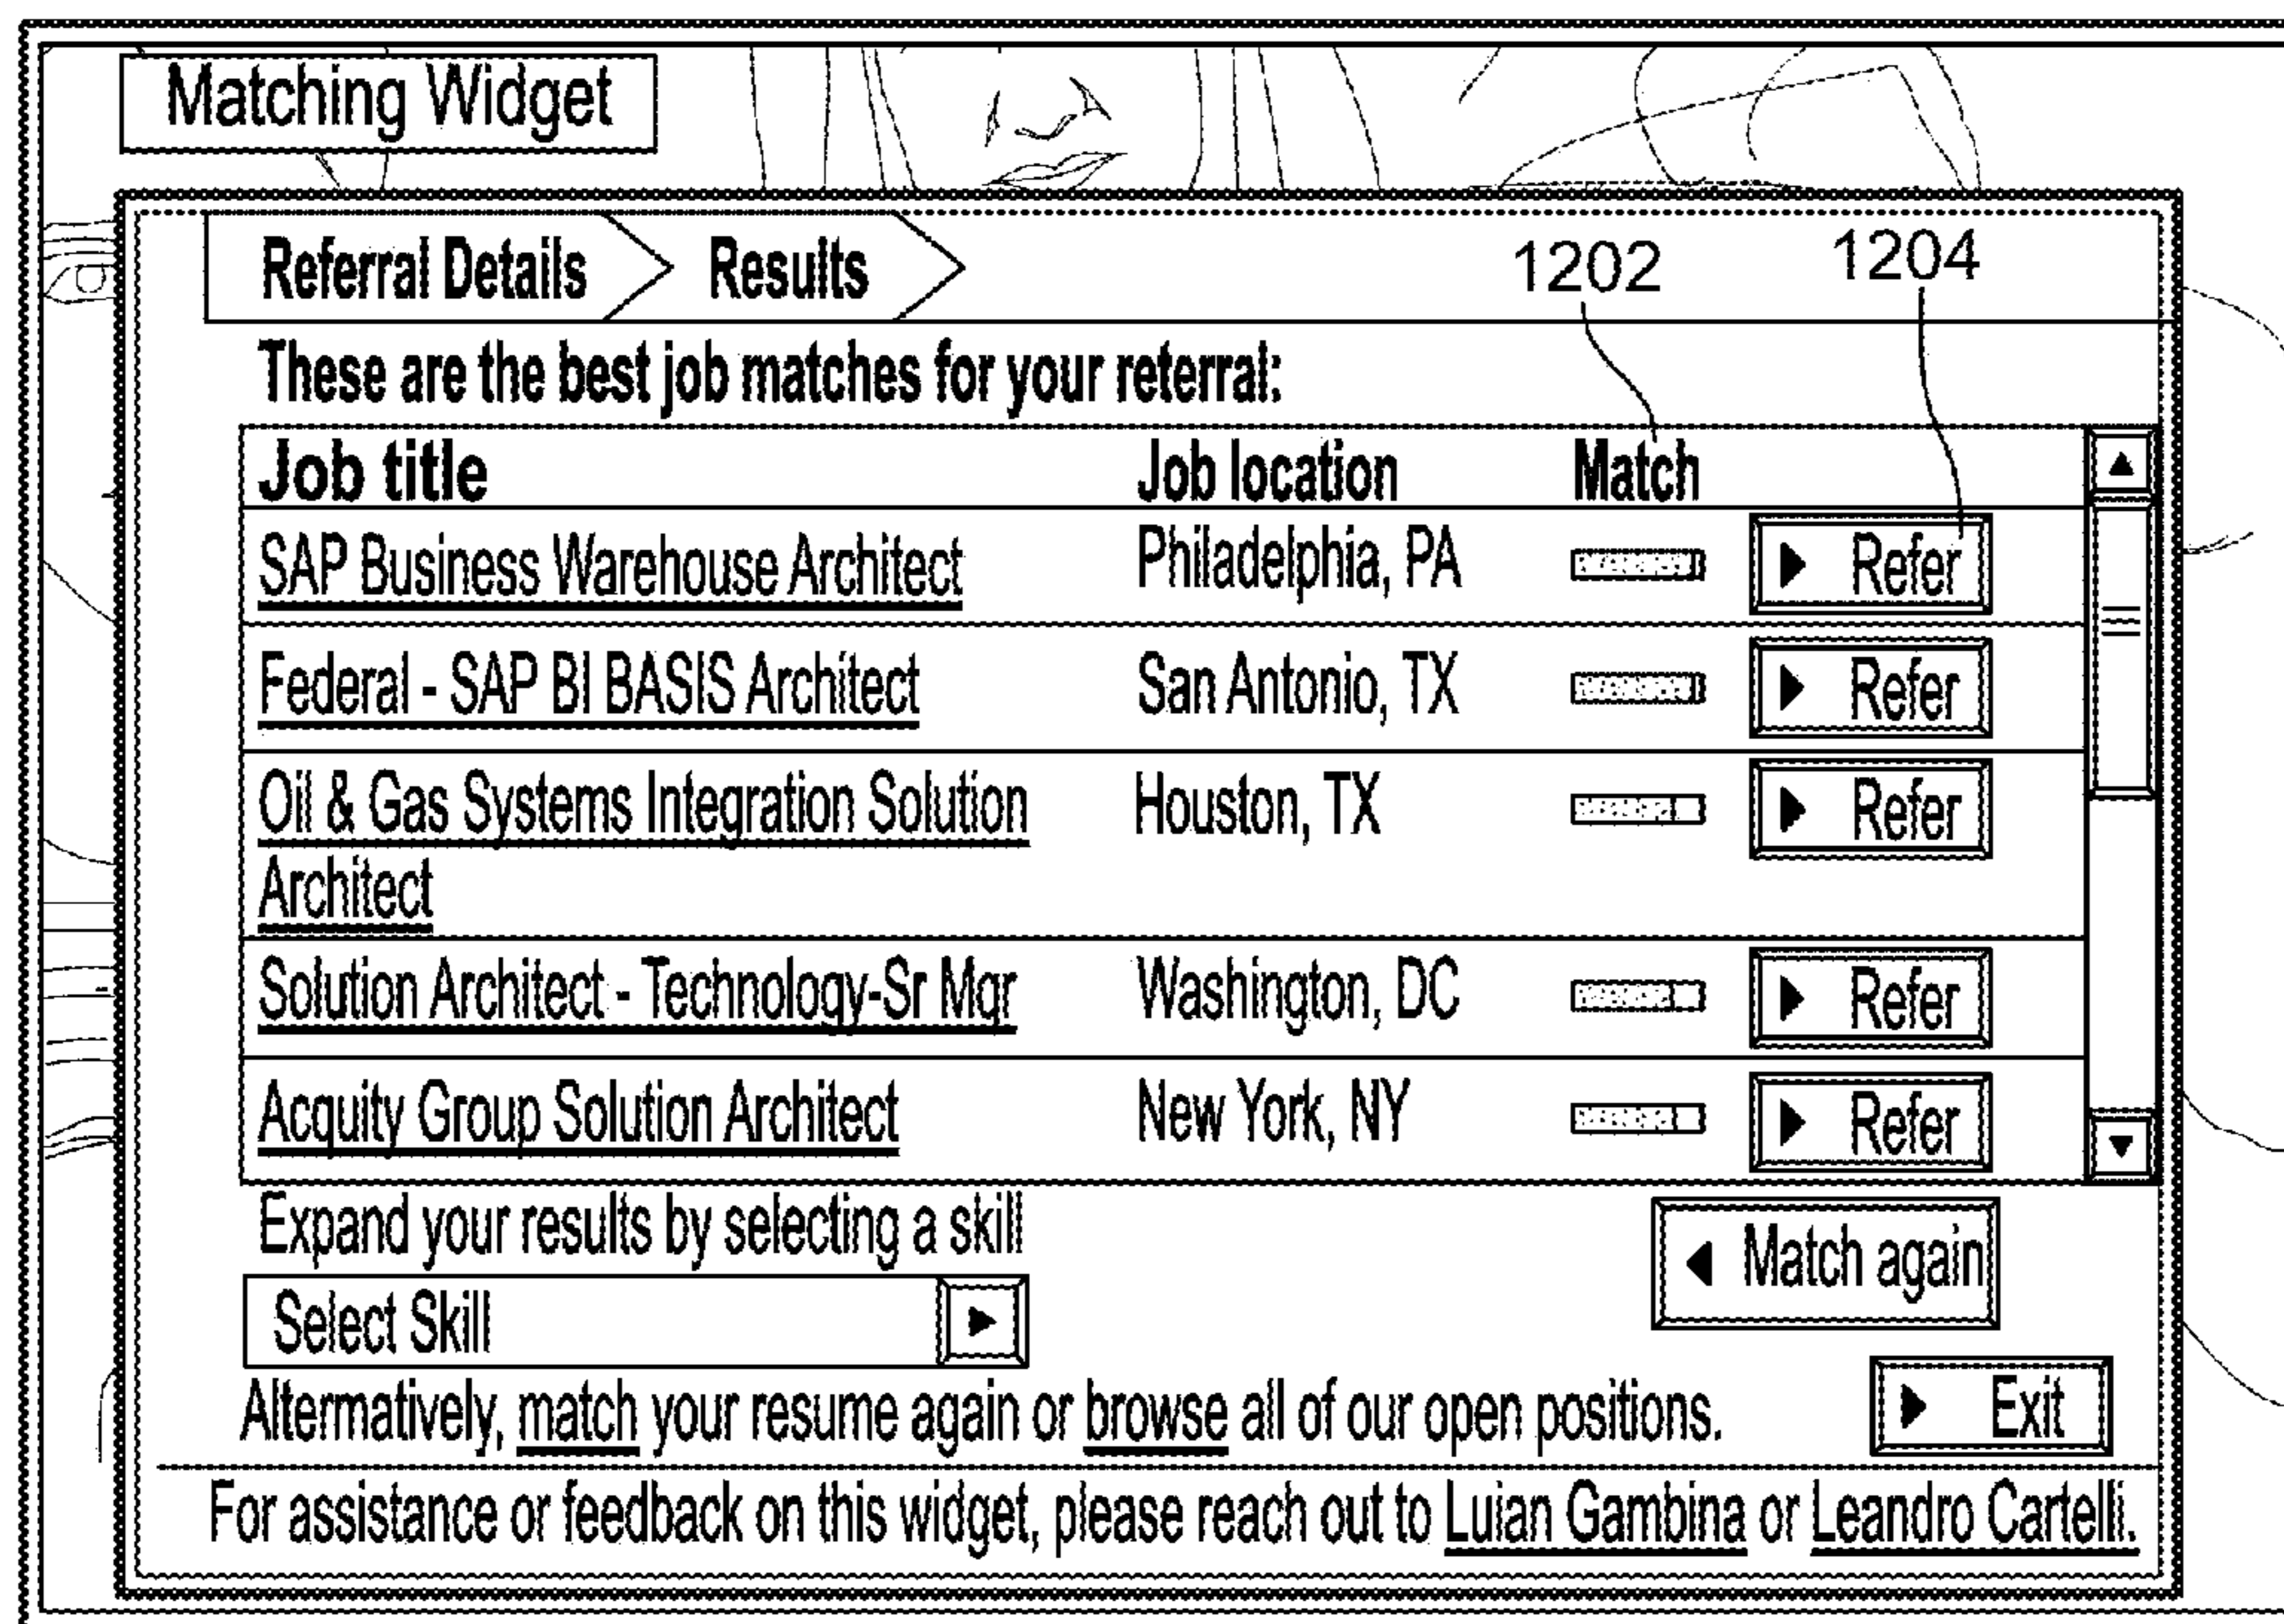 Matching Widget
Referral Details Results
1202 1204
These are the best job matches for your reterral:
Job title Job location Match
SAP Business Warehouse Architect Philadelphia, PA Refer
Federal - SAP BI BASIS Architect San Antonio, TX Refer
Oil & Gas Systems Integration Solution Houston, TX Refer
Architect
Solution Architect - Technology-Sr Mgr Washington, DC Refer
Acquity Group Solution Architect New York, NY Refer
Expand your results by selecting a skill
Match again
Select Skill
Altermatively, match your resume again or browse all of our open positions. Exit
For assistance or feedback on this widget, please reach out to Luian Gambina or Leandro Cartelli.